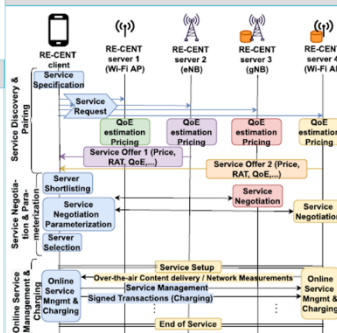 RE-CENT
client
RE-CENT
server 1
(Wi-Fi AP)
RE-CENT
server 2
(eNB)
RE-CENT
server 3
(gNB)
RE-CENT
server 4
(Wi-Fi AP
Service Discovery &
Pairing
Service
Specification
Service
Request
QoE
estimation
Pricing
QoE
estimation
Pricing
QoE
estimation
Pricing
QoE
estimation
Pricing
Service Offer 1 (Price,
RAT, QoE,...)
Service Offer 2 (Price,
RAT, QoE,...)
Service Negotia-
tion & Para-
meterization
Server
Shortlisting
Service
Negotiation
Parameterization
Service
Negotiation
Service
Negotiation
Server
Selection
Online Service
Management &
Charging
Service Setup
Online
Service
Mngmt &
Charging
Over-the-air Content delivery / Network Measurements
Service Management
Signed Transactions (Charging)
Online
Service
Mngmt &
Charging
End of Service